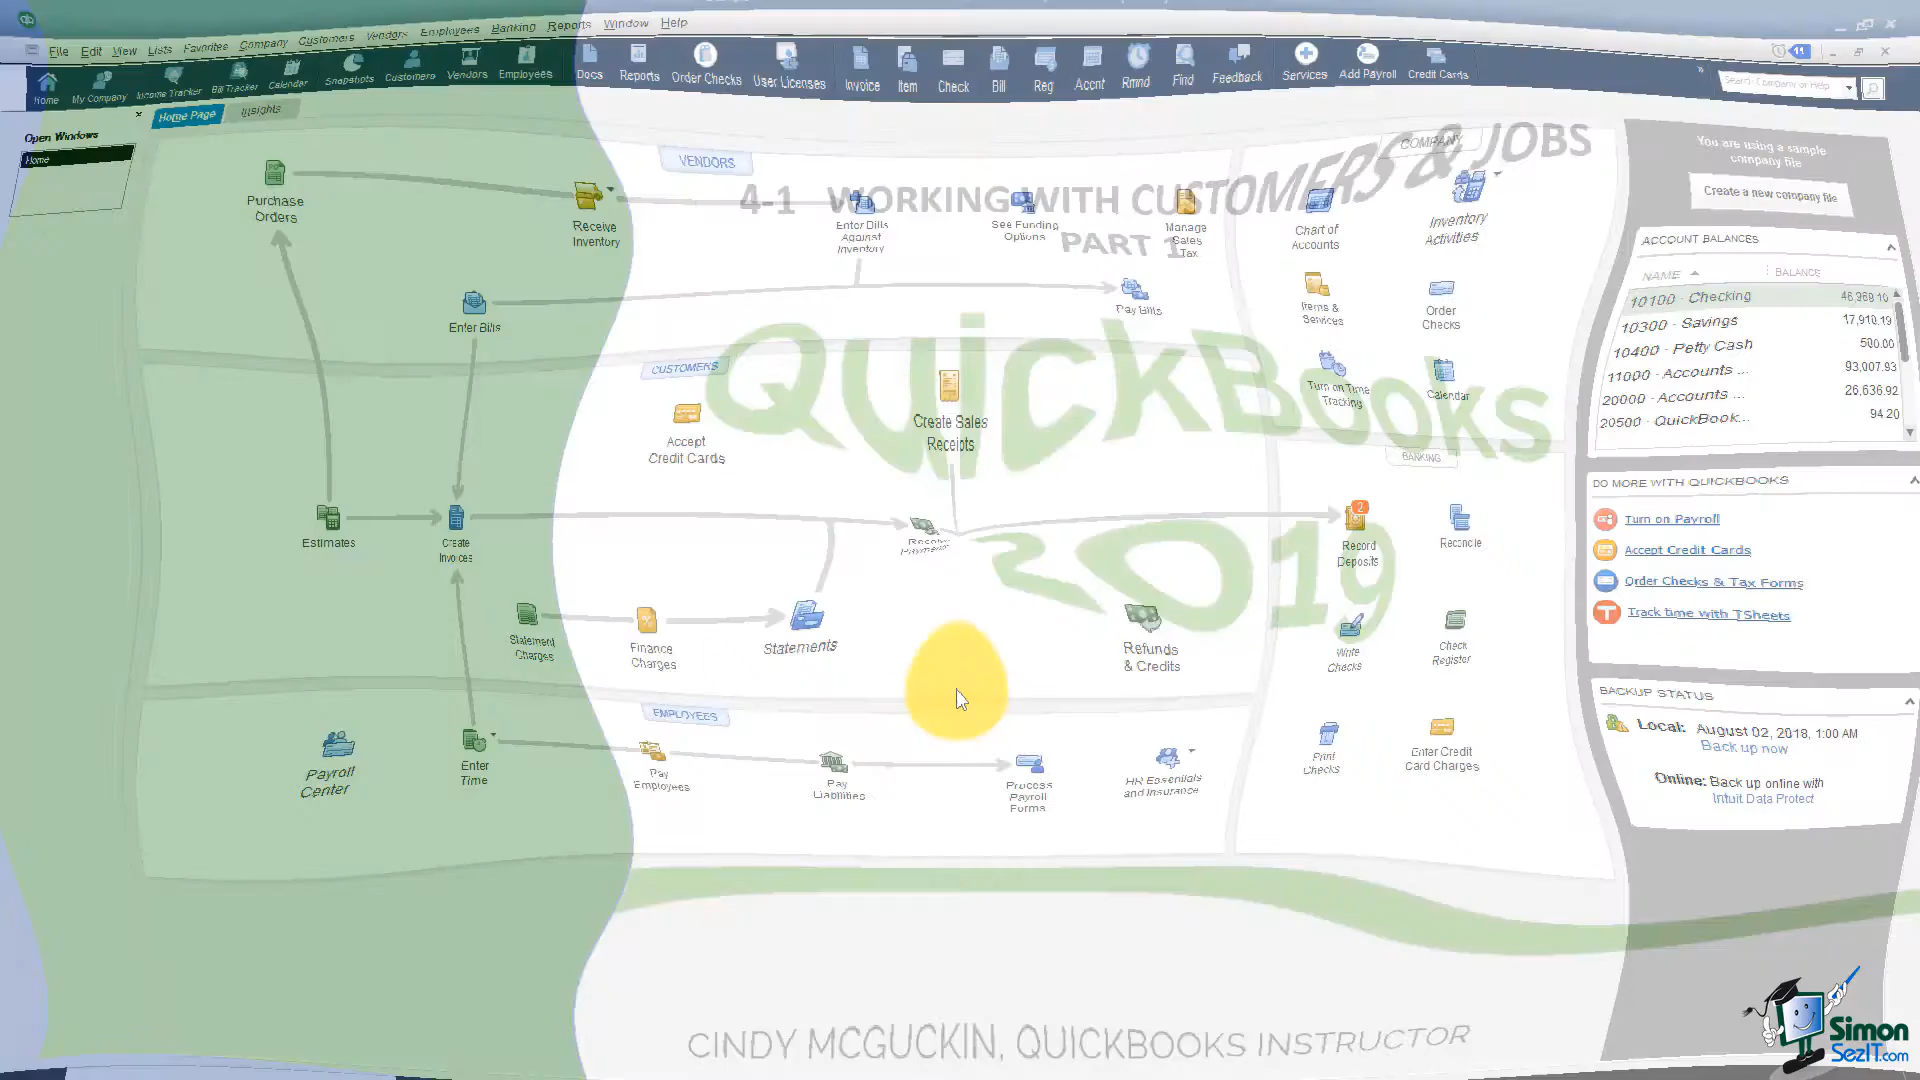 File Edit View Lists Favorites Company Customers Vendors Employees Banking Reports Window Help
11
Home My Company Income Tracker Bill Tracker Calendar Snapshots Customers Vendors Employees Docs Reports Order Checks User Licenses Invoice Item Check Bill Reg Accnt Rmnd Find Feedback Services Add Payroll Credit Cards
Search Company or Help
Home Page Insights
Open Windows
Home
4-1 WORKING WITH CUSTOMERS & JOBS
PART 1
QUICKBOOKS
2019
CINDY MCGUCKIN, QUICKBOOKS INSTRUCTOR
VENDORS
Purchase
Orders
Receive
Inventory
Enter Bills
Against
Inventory
See Funding
Options
Manage
Sales
Tax
Enter Bills
Pay Bills
CUSTOMERS
Accept
Credit Cards
Create Sales
Receipts
Estimates
Create
Invoices
Receive
Payments
Statement
Charges
Finance
Charges
Statements
Refunds
& Credits
EMPLOYEES
Payroll
Center
Enter
Time
Pay
Employees
Pay
Liabilities
Process
Payroll
Forms
HR Essentials
and Insurance
COMPANY
Chart of
Accounts
Inventory
Activities
Items &
Services
Order
Checks
Turn on Time
Tracking
Calendar
BANKING
2
Record
Deposits
Reconcile
Write
Checks
Check
Register
Print
Checks
Enter Credit
Card Charges
You are using a sample
company file
Create a new company file
ACCOUNT BALANCES
NAME BALANCE
10100 · Checking 46,969.10
10300 · Savings 17,910.19
10400 · Petty Cash 500.00
11000 · Accounts ... 93,007.93
20000 · Accounts ... 26,636.92
20500 · QuickBook... 94.20
DO MORE WITH QUICKBOOKS
Turn on Payroll
Accept Credit Cards
Order Checks & Tax Forms
Track time with TSheets
BACKUP STATUS
Local: August 02, 2018, 1:00 AM
Back up now
Online: Back up online with
Intuit Data Protect
Simon
SezIT.com